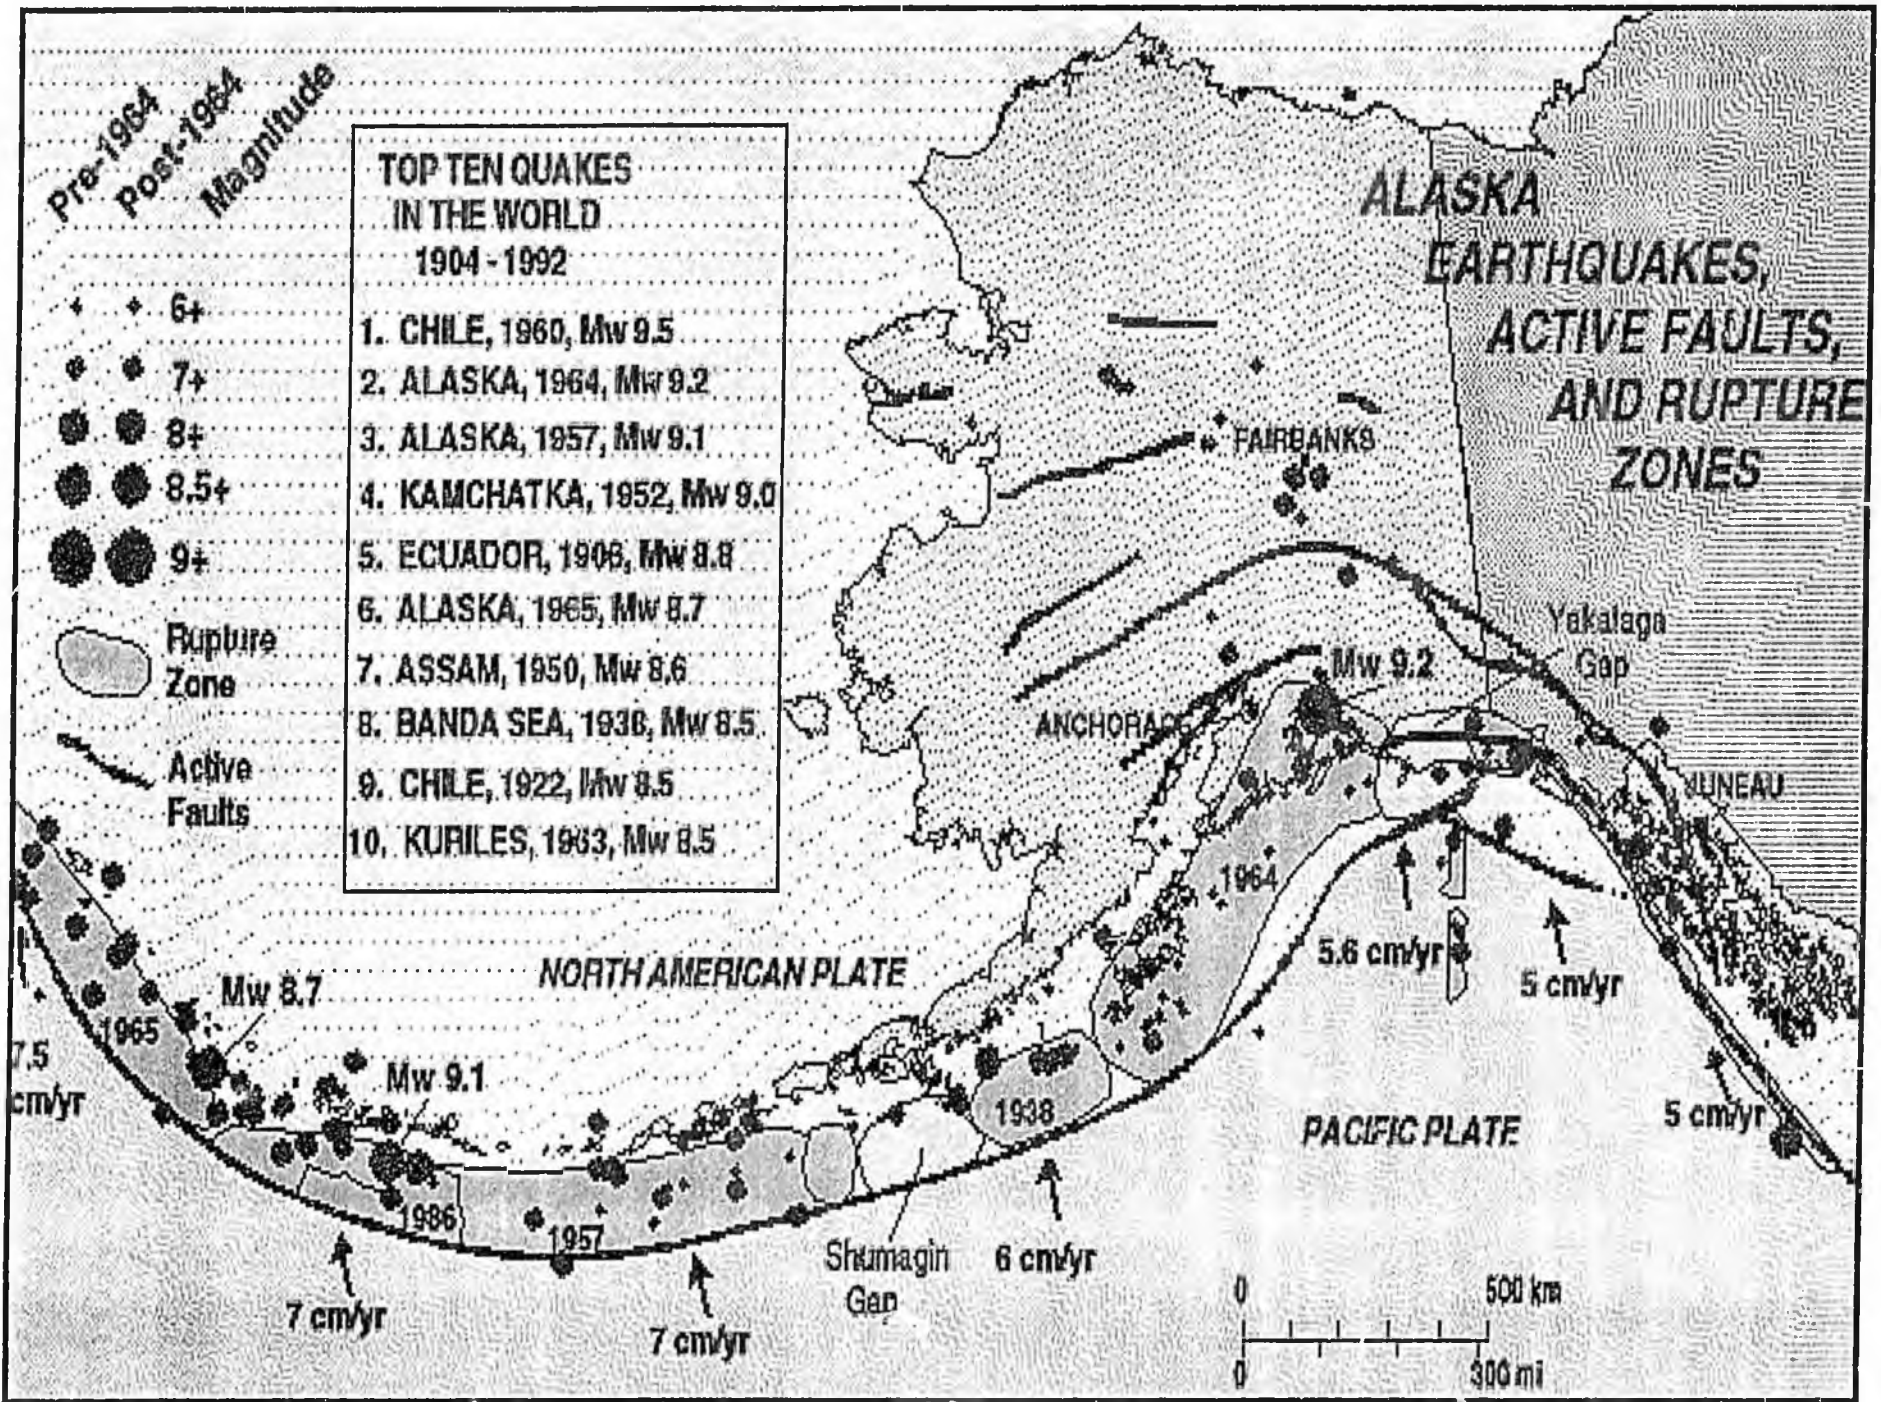 Pre-1964
Post-1964
Magnitude
6+
7+
8+
8.5+
9+
Rupture
Zone
Active
Faults
TOP TEN QUAKES
IN THE WORLD
1904 - 1992
1. CHILE, 1960, Mw 9.5
2. ALASKA, 1964, Mw 9.2
3. ALASKA, 1957, Mw 9.1
4. KAMCHATKA, 1952, Mw 9.0
5. ECUADOR, 1906, Mw 8.8
6. ALASKA, 1965, Mw 8.7
7. ASSAM, 1950, Mw 8.6
8. BANDA SEA, 1938, Mw 8.5
9. CHILE, 1922, Mw 8.5
10. KURILES, 1963, Mw 8.5
ALASKA
EARTHQUAKES,
ACTIVE FAULTS,
AND RUPTURE
ZONES
FAIRBANKS
Yakataga
Gap
Mw 9.2
ANCHORAGE
JUNEAU
1964
5.6 cm/yr
5 cm/yr
NORTH AMERICAN PLATE
Mw 8.7
1965
7.5
cm/yr
Mw 9.1
1938
PACIFIC PLATE
5 cm/yr
1986
1957
Shumagin
Gap
6 cm/yr
7 cm/yr
7 cm/yr
0 500 km
0 300 mi